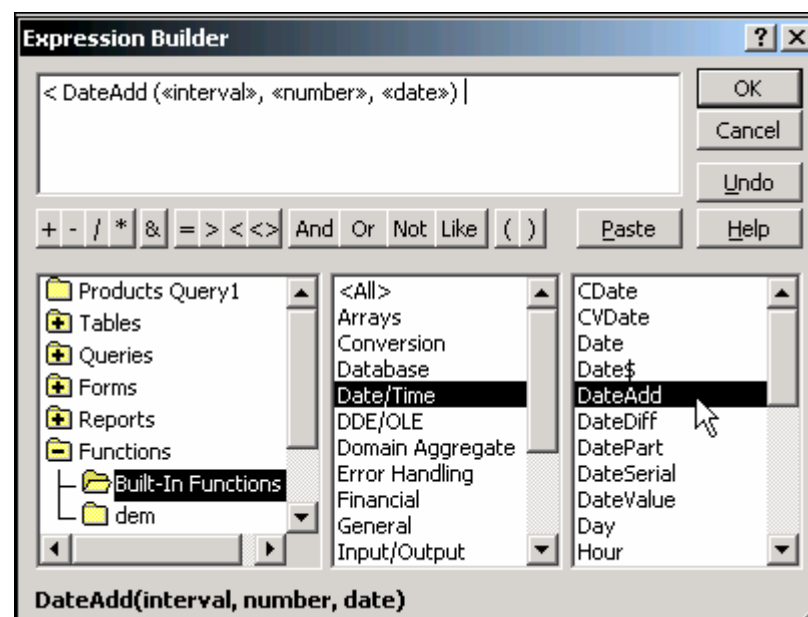 Expression Builder
? ×
< DateAdd («interval», «number», «date»)
OK
Cancel
Undo
+ - / * & = > < <> And Or Not Like ( ) Paste Help
Products Query1
Tables
Queries
Forms
Reports
Functions
Built-In Functions
dem
<All>
Arrays
Conversion
Database
Date/Time
DDE/OLE
Domain Aggregate
Error Handling
Financial
General
Input/Output
CDate
CVDate
Date
Date$
DateAdd
DateDiff
DatePart
DateSerial
DateValue
Day
Hour
DateAdd(interval, number, date)